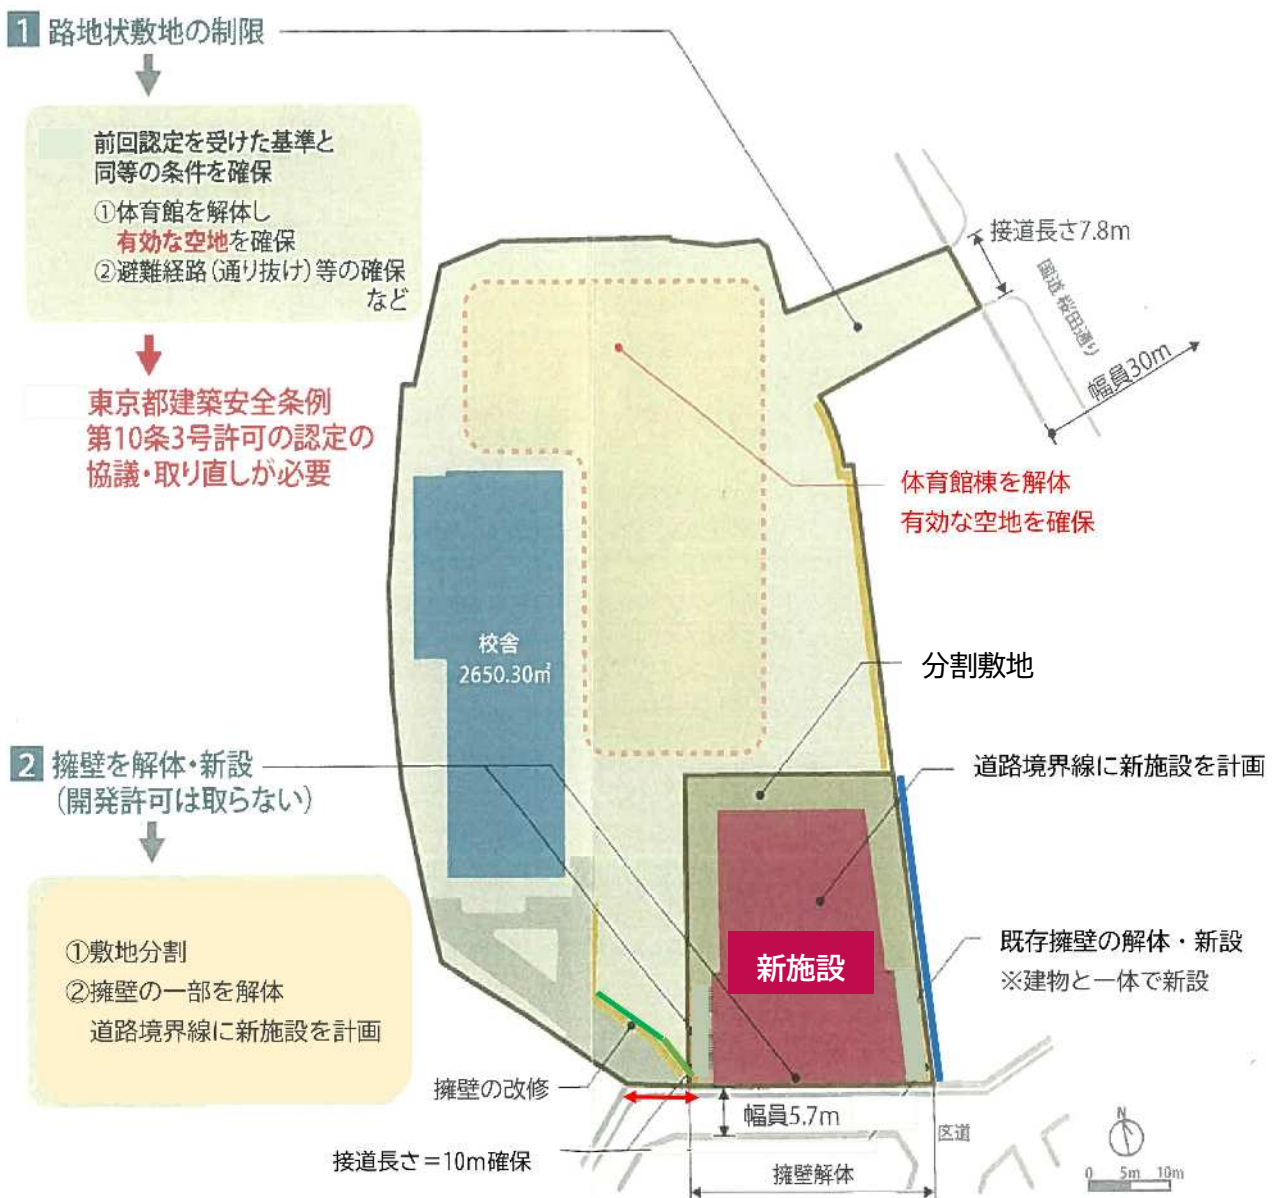 1 路地状敷地の制限
前回認定を受けた基準と
同等の条件を確保
①体育館を解体し
有効な空地を確保
②避難経路(通り抜け)等の確保
など
東京都建築安全条例
第10条3号許可の認定の
協議・取り直しが必要
接道長さ7.8m
国道 桜田通り
幅員30m
体育館棟を解体
有効な空地を確保
校舎
2650.30㎡
分割敷地
2 擁壁を解体・新設
(開発許可は取らない)
道路境界線に新施設を計画
①敷地分割
②擁壁の一部を解体
道路境界線に新施設を計画
新施設
既存擁壁の解体・新設
※建物と一体で新設
擁壁の改修
幅員5.7m
区道
接道長さ=10m確保
擁壁解体
N
0 5m 10m